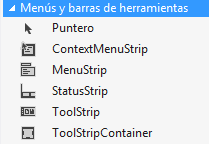 Menús y barras de herramientas
Puntero
ContextMenuStrip
MenuStrip
StatusStrip
ToolStrip
ToolStripContainer